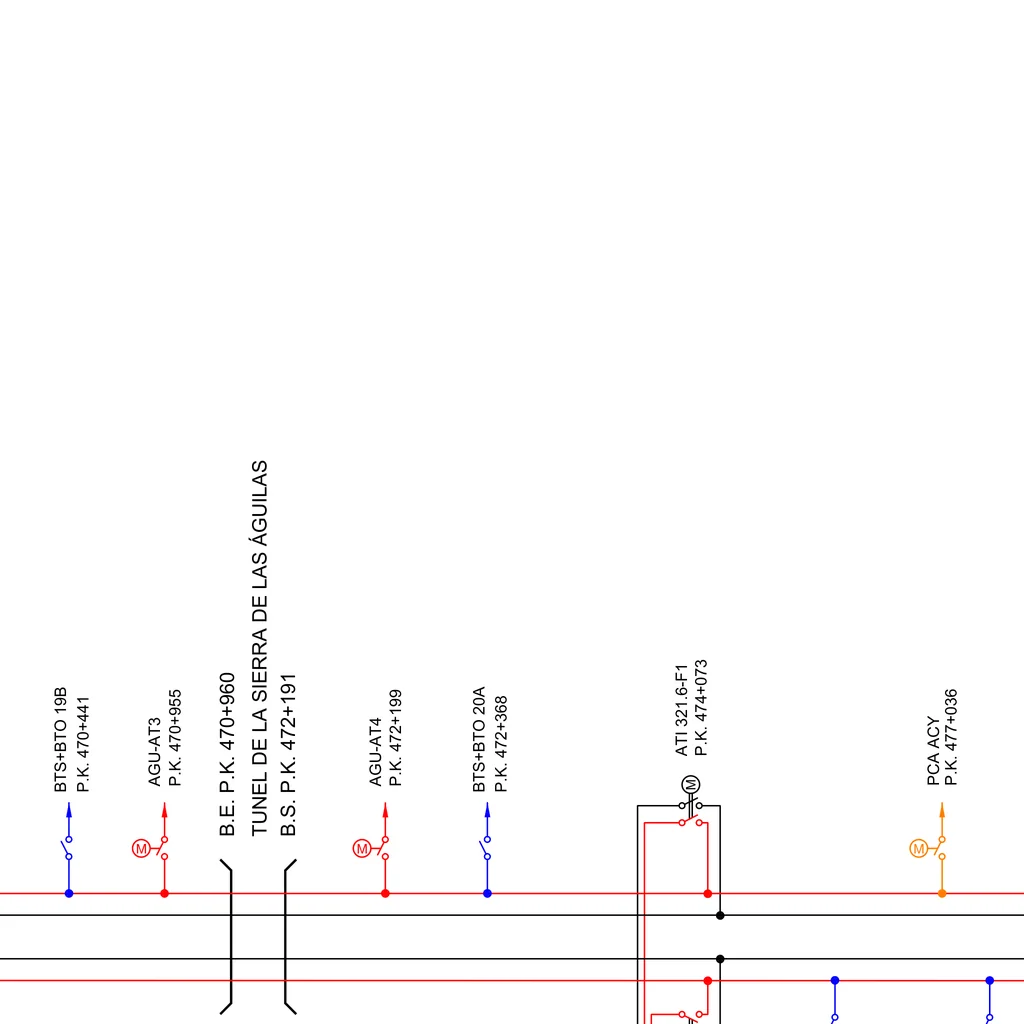 BTS+BTO 19B
P.K. 470+441
AGU-AT3
P.K. 470+955
M
B.E. P.K. 470+960
TUNEL DE LA SIERRA DE LAS ÁGUILAS
B.S. P.K. 472+191
AGU-AT4
P.K. 472+199
M
BTS+BTO 20A
P.K. 472+368
ATI 321.6-F1
P.K. 474+073
M
PCA ACY
P.K. 477+036
M